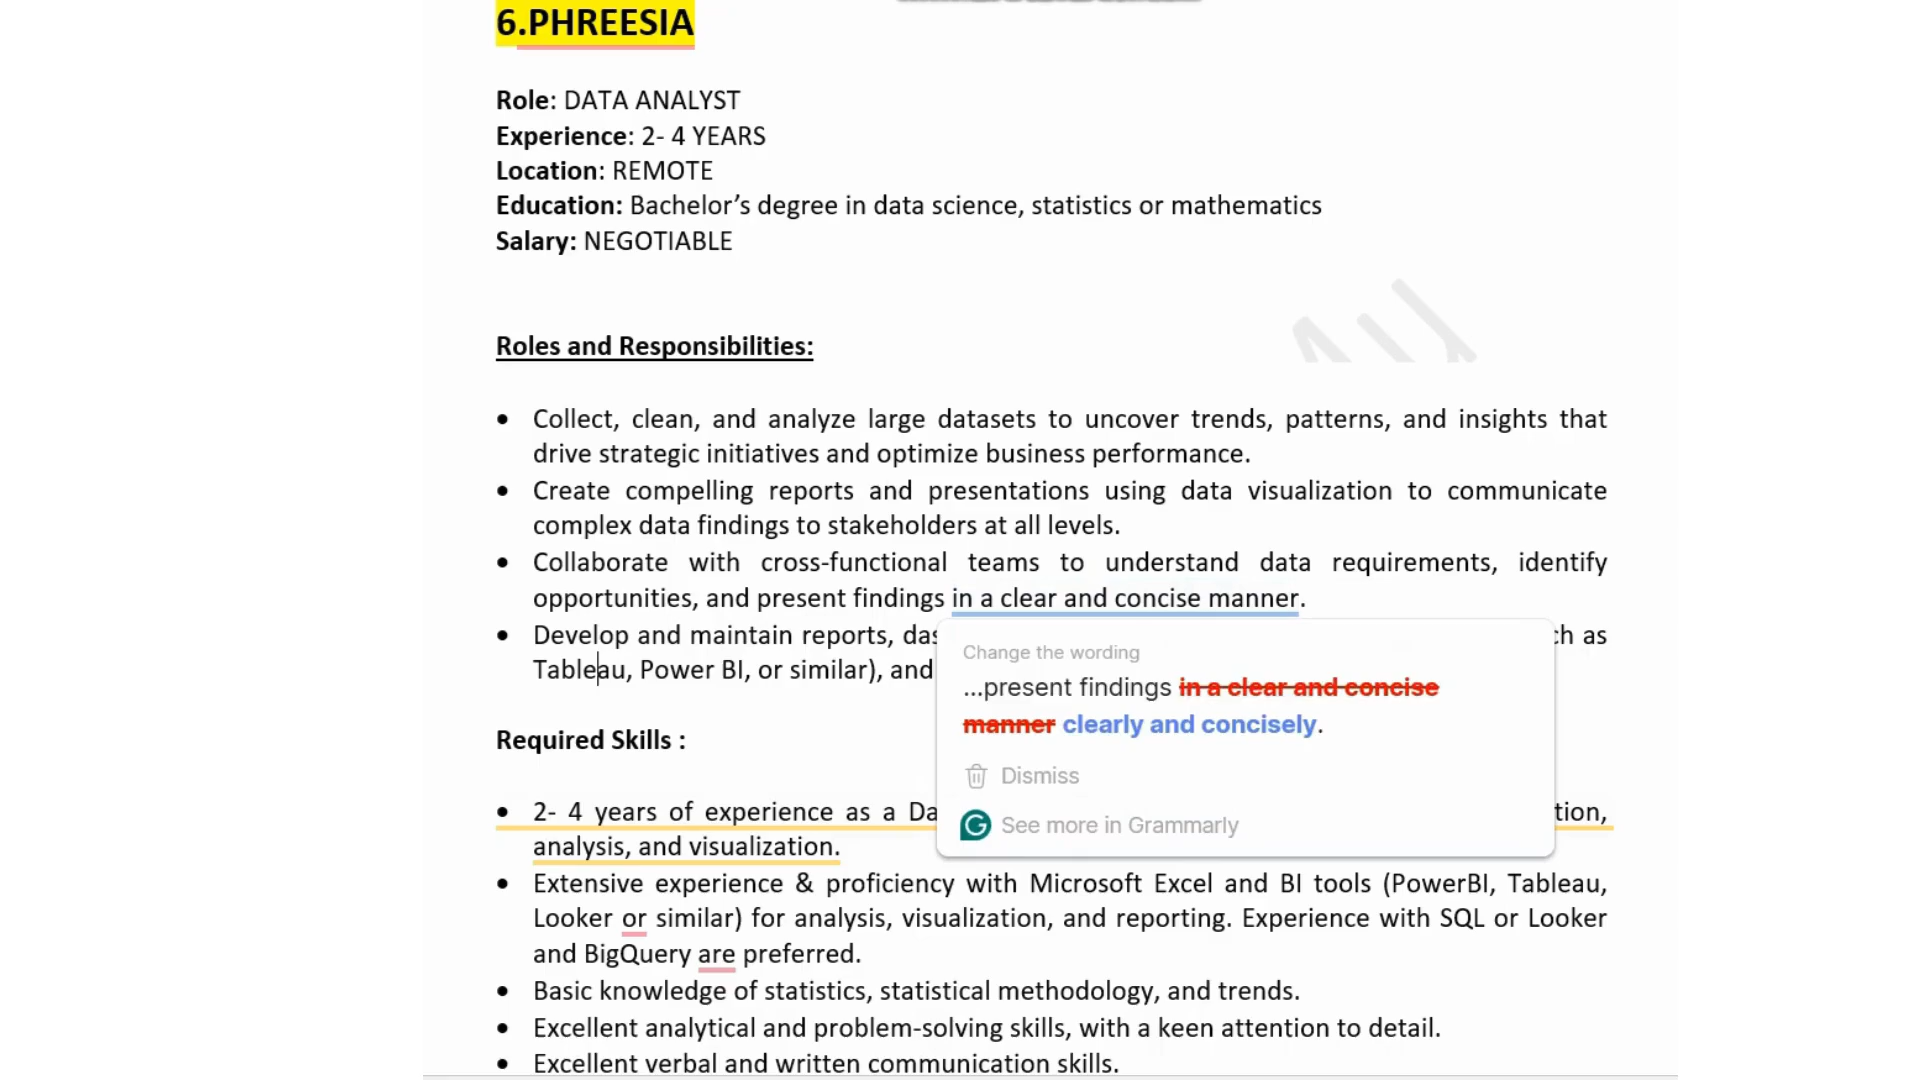 6.PHREESIA
Role: DATA ANALYST
Experience: 2- 4 YEARS
Location: REMOTE
Education: Bachelor’s degree in data science, statistics or mathematics
Salary: NEGOTIABLE
Roles and Responsibilities:
• Collect, clean, and analyze large datasets to uncover trends, patterns, and insights that
drive strategic initiatives and optimize business performance.
• Create compelling reports and presentations using data visualization to communicate
complex data findings to stakeholders at all levels.
• Collaborate with cross-functional teams to understand data requirements, identify
opportunities, and present findings in a clear and concise manner.
• Develop and maintain reports, as
Tableau, Power BI, or similar), and
Change the wording
...present findings in a clear and concise
manner clearly and concisely.
Dismiss
See more in Grammarly
Required Skills :
• 2- 4 years of experience as a
analysis, and visualization.
• Extensive experience & proficiency with Microsoft Excel and BI tools (PowerBI, Tableau,
Looker or similar) for analysis, visualization, and reporting. Experience with SQL or Looker
and BigQuery are preferred.
• Basic knowledge of statistics, statistical methodology, and trends.
• Excellent analytical and problem-solving skills, with a keen attention to detail.
• Excellent verbal and written communication skills.